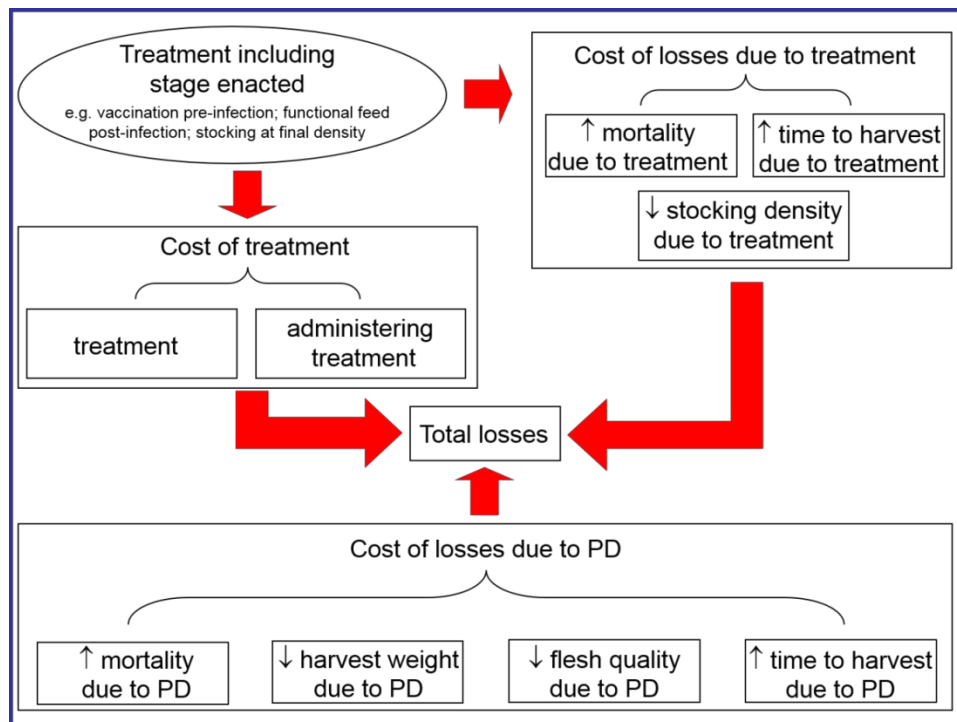 Treatment including
stage enacted
e.g. vaccination pre-infection; functional feed
post-infection; stocking at final density
Cost of losses due to treatment
↑ mortality
due to treatment
↑ time to harvest
due to treatment
↓ stocking density
due to treatment
Cost of treatment
treatment
administering
treatment
Total losses
Cost of losses due to PD
↑ mortality
due to PD
↓ harvest weight
due to PD
↓ flesh quality
due to PD
↑ time to harvest
due to PD